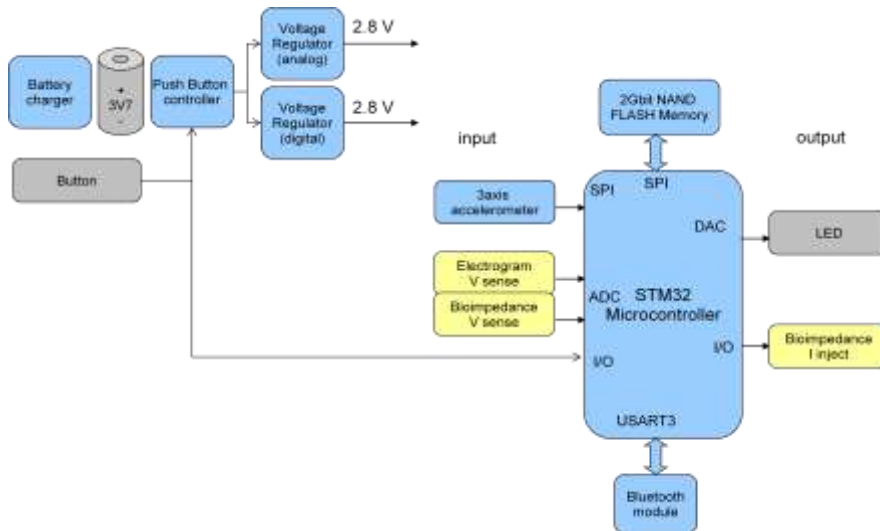 Voltage
Regulator
(analog)
2.8 V
Battery
charger
+
3V7
-
Push Button
controller
Voltage
Regulator
(digital)
2.8 V
2Gbit NAND
FLASH Memory
input
output
Button
3axis
accelerometer
SPI
SPI
DAC
LED
Electrogram
V sense
Bioimpedance
V sense
ADC
STM32
Microcontroller
I/O
I/O
Bioimpedance
I inject
USART3
Bluetooth
module